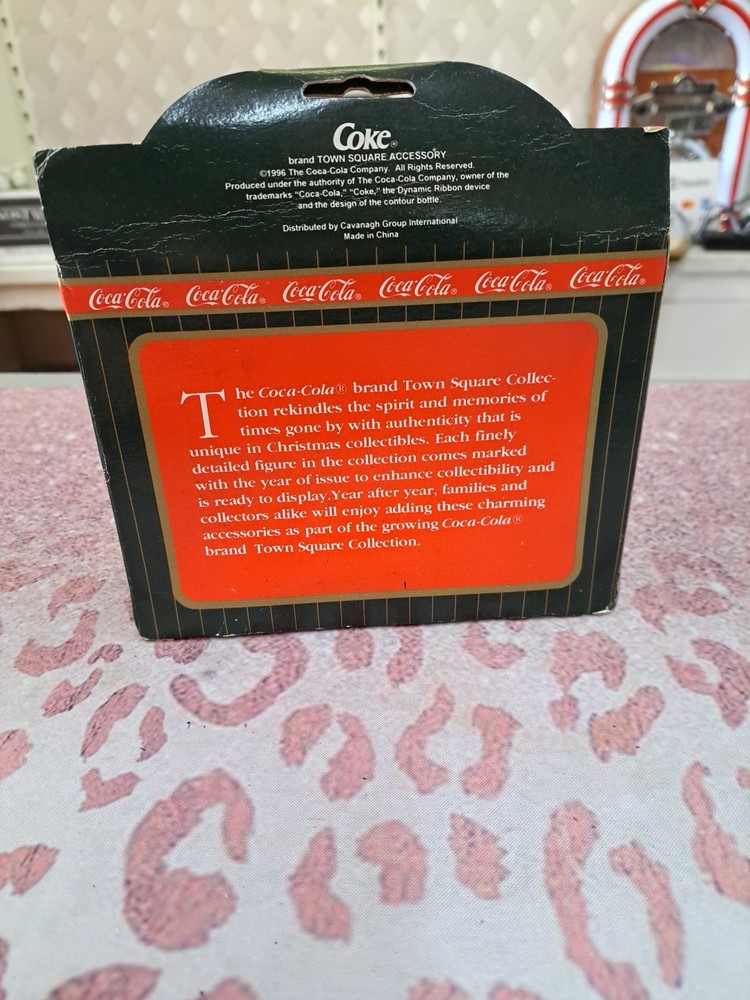 Coke®
brand TOWN SQUARE ACCESSORY
©1996 The Coca-Cola Company. All Rights Reserved.
Produced under the authority of The Coca-Cola Company, owner of the
trademarks "Coca-Cola," "Coke," the Dynamic Ribbon device
and the design of the contour bottle.
Distributed by Cavanagh Group International
Made in China
Coca-Cola® Coca-Cola® Coca-Cola® Coca-Cola® Coca-Cola® Coca-Cola®
The Coca-Cola® brand Town Square Collec-
tion rekindles the spirit and memories of
times gone by with authenticity that is
unique in Christmas collectibles. Each finely
detailed figure in the collection comes marked
with the year of issue to enhance collectibility and
is ready to display.Year after year, families and
collectors alike will enjoy adding these charming
accessories as part of the growing Coca-Cola®
brand Town Square Collection.